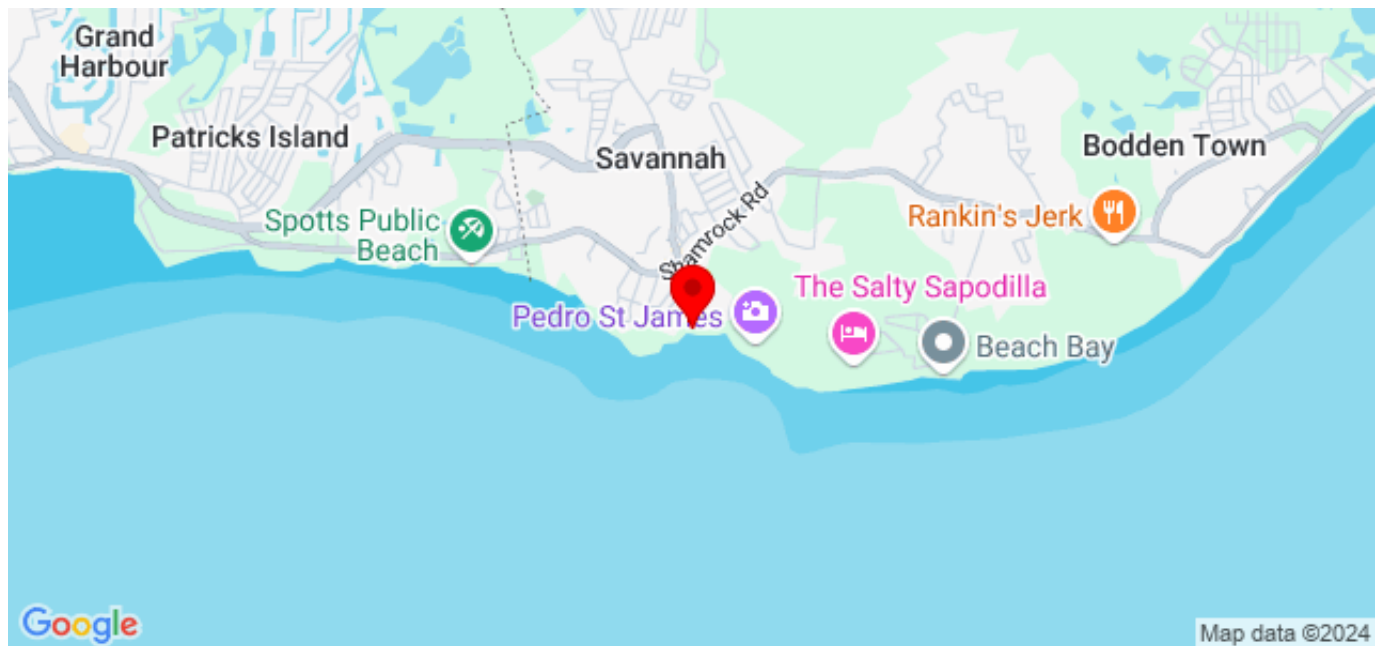 Grand
Harbour
Patricks Island
Savannah
Bodden Town
Shamrock Rd
Spotts Public
Beach
Rankin's Jerk
The Salty Sapodilla
Pedro St James
Beach Bay
Google
Map data ©2024